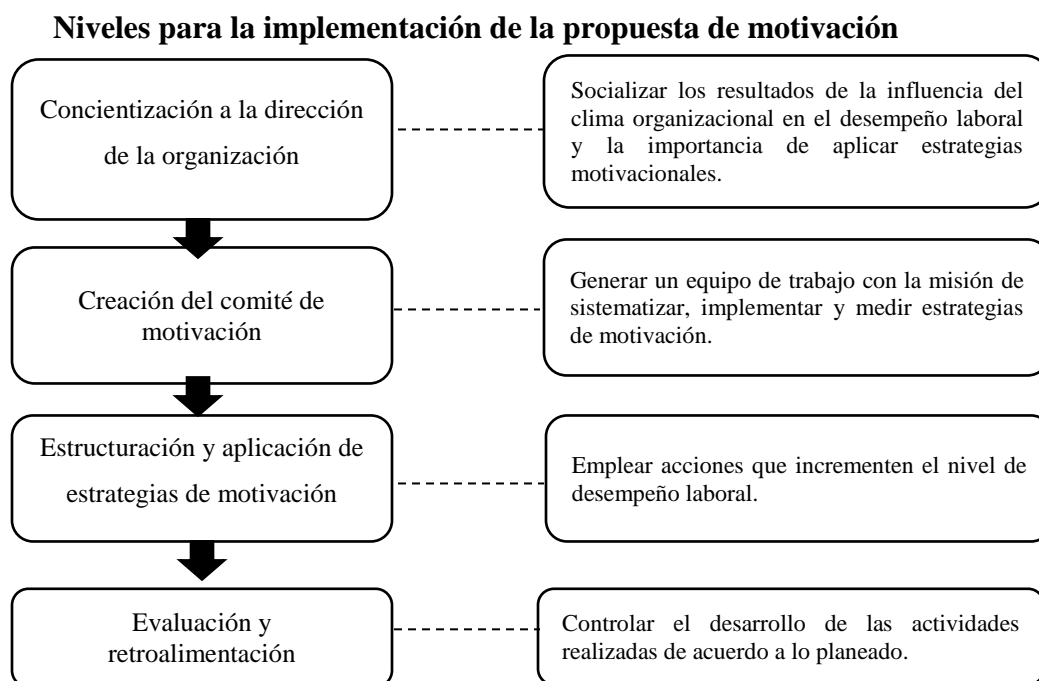 Niveles para la implementación de la propuesta de motivación
Concientización a la dirección
de la organización
Socializar los resultados de la influencia del
clima organizacional en el desempeño laboral
y la importancia de aplicar estrategias
motivacionales.
Creación del comité de
motivación
Generar un equipo de trabajo con la misión de
sistematizar, implementar y medir estrategias
de motivación.
Estructuración y aplicación de
estrategias de motivación
Emplear acciones que incrementen el nivel de
desempeño laboral.
Evaluación y
retroalimentación
Controlar el desarrollo de las actividades
realizadas de acuerdo a lo planeado.